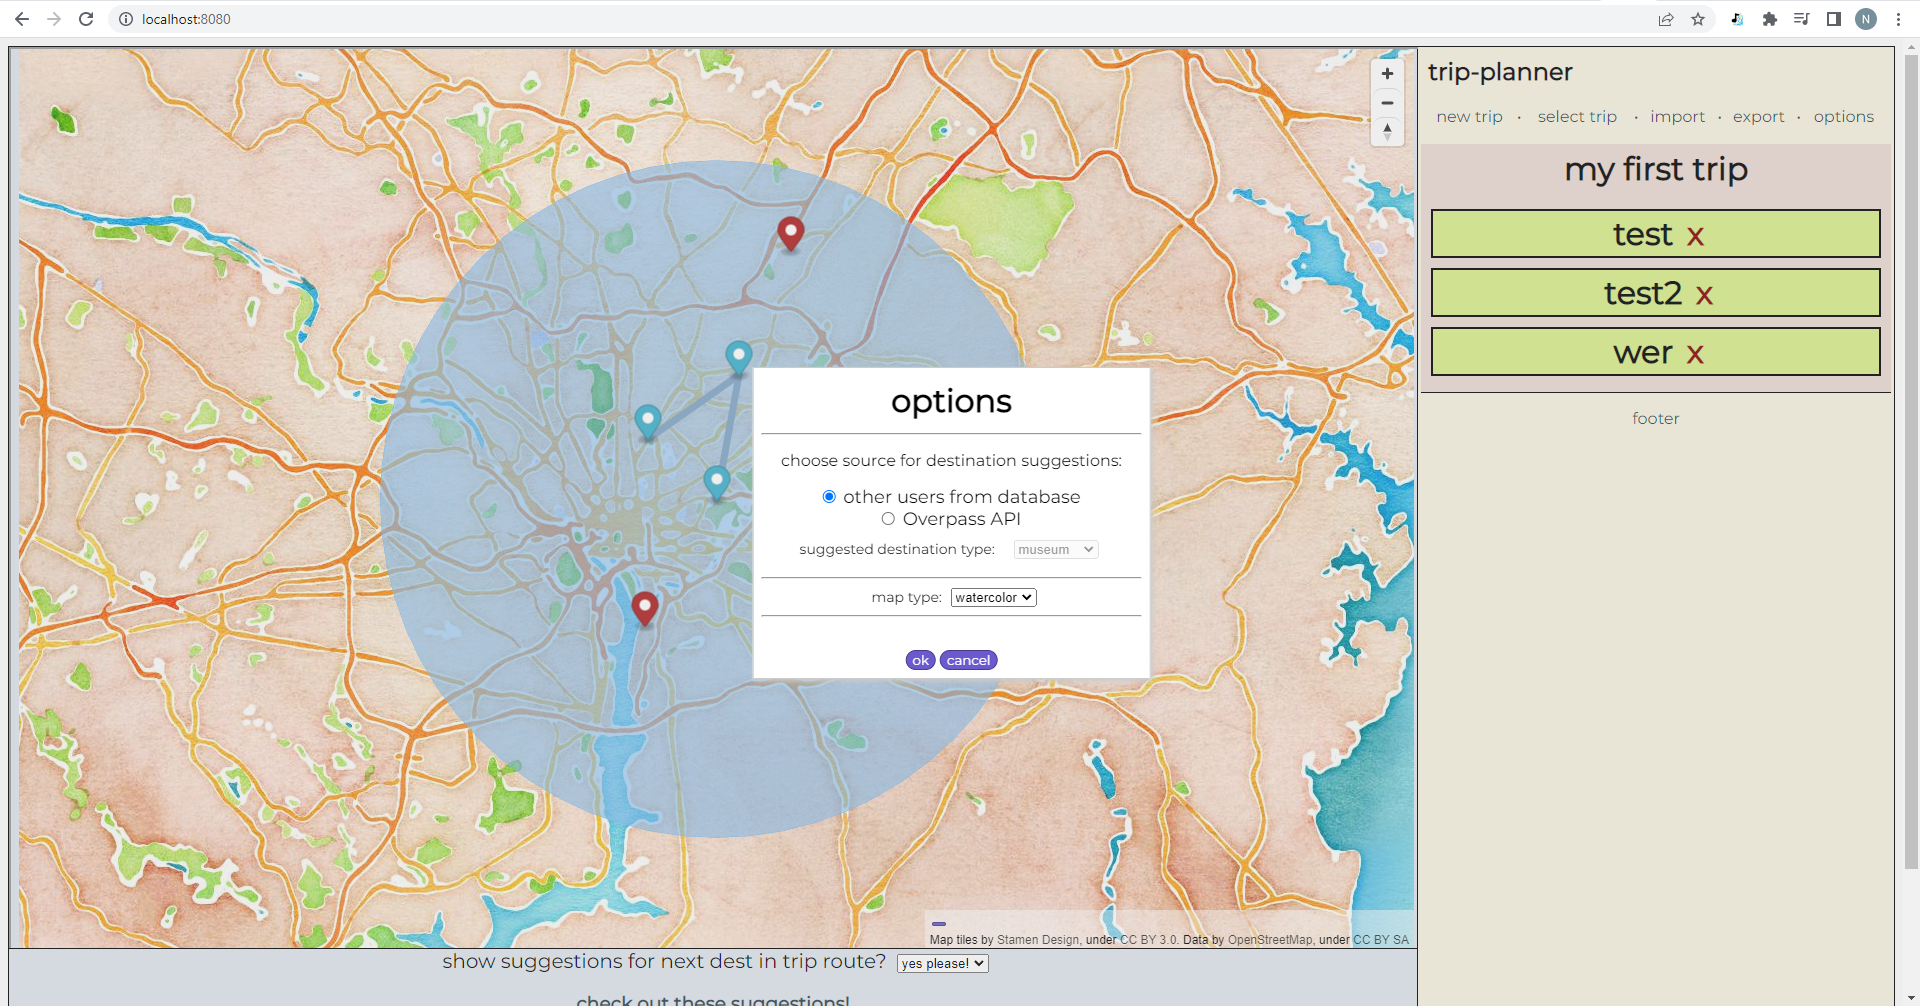 localhost:8080
N
trip-planner
new trip · select trip · import · export · options
my first trip
test x
test2 x
wer x
footer
options
choose source for destination suggestions:
other users from database
Overpass API
suggested destination type: museum
map type: watercolor
ok cancel
Map tiles by Stamen Design, under CC BY 3.0. Data by OpenStreetMap, under CC BY SA
show suggestions for next dest in trip route? yes please!
check out these suggestions!